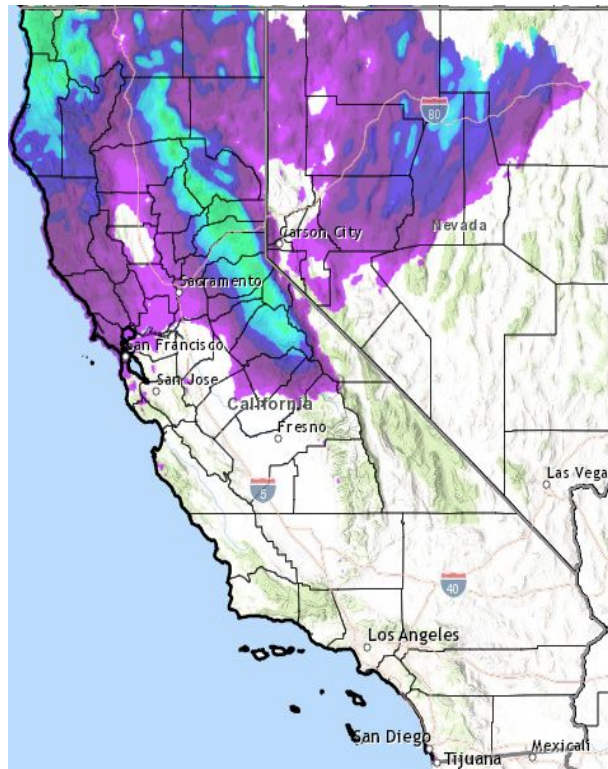 80
Nevada
Carson City
Sacramento
San Francisco
San Jose
California
Fresno
Las Vega
5
40
Los Angeles
San Diego
Mexicali
Tijuana